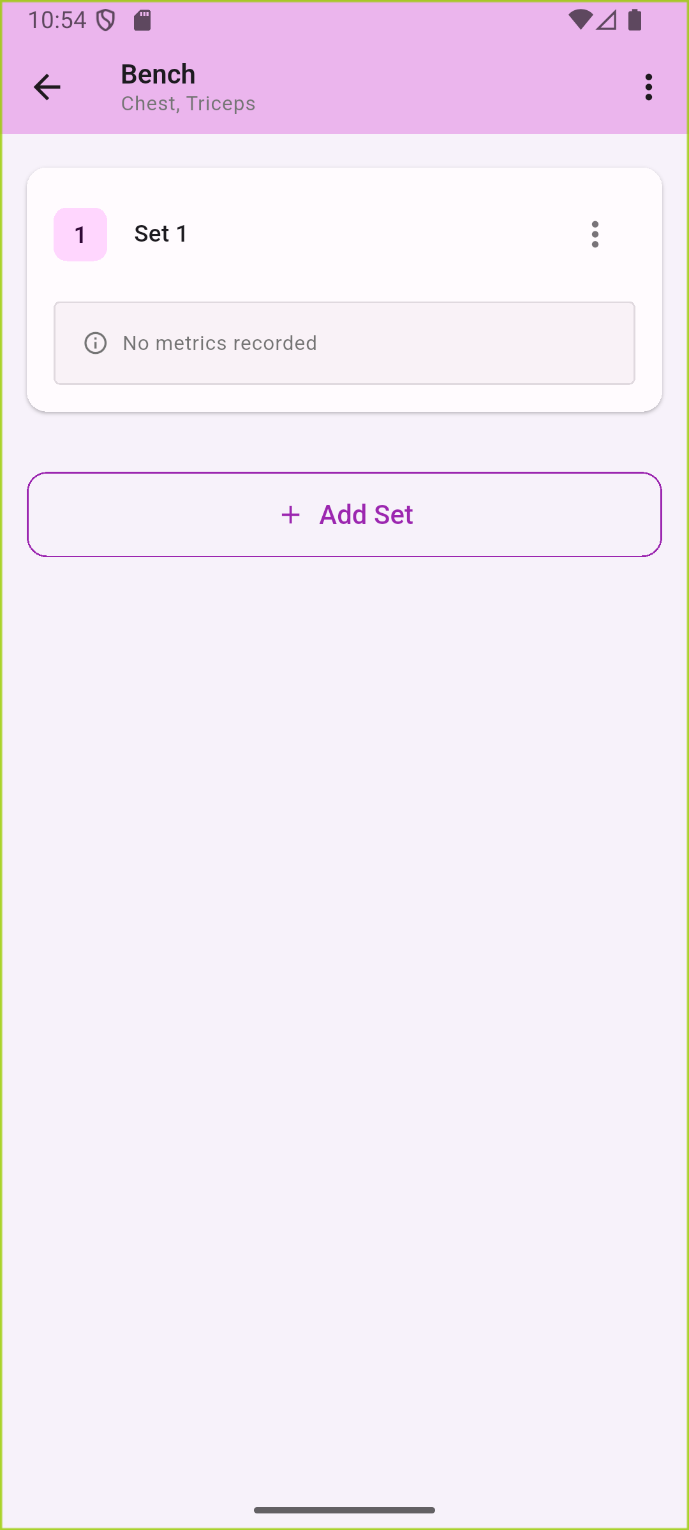 10:54
Bench
Chest, Triceps
1 Set 1
No metrics recorded
+ Add Set